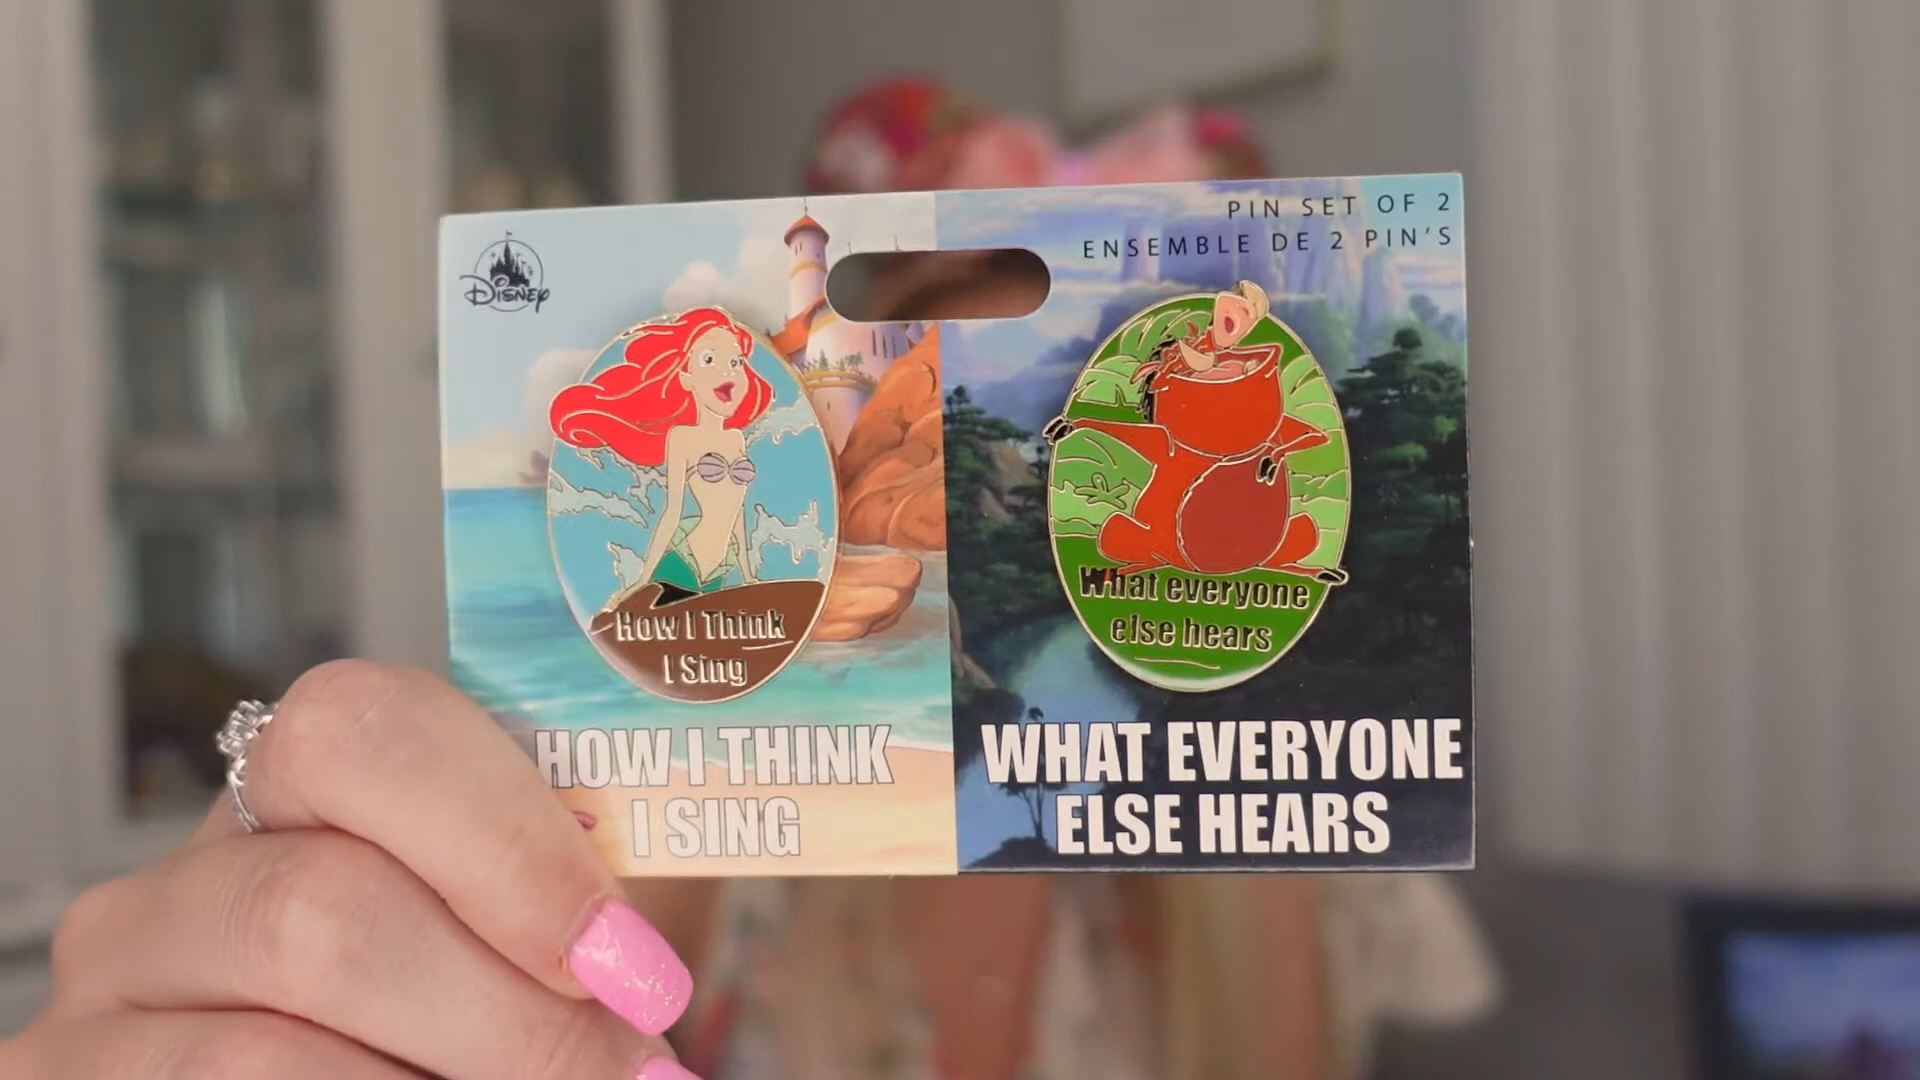 Disney
PIN SET OF 2
ENSEMBLE DE 2 PIN'S
How I Think
I Sing
What everyone
else hears
HOW I THINK
I SING
WHAT EVERYONE
ELSE HEARS